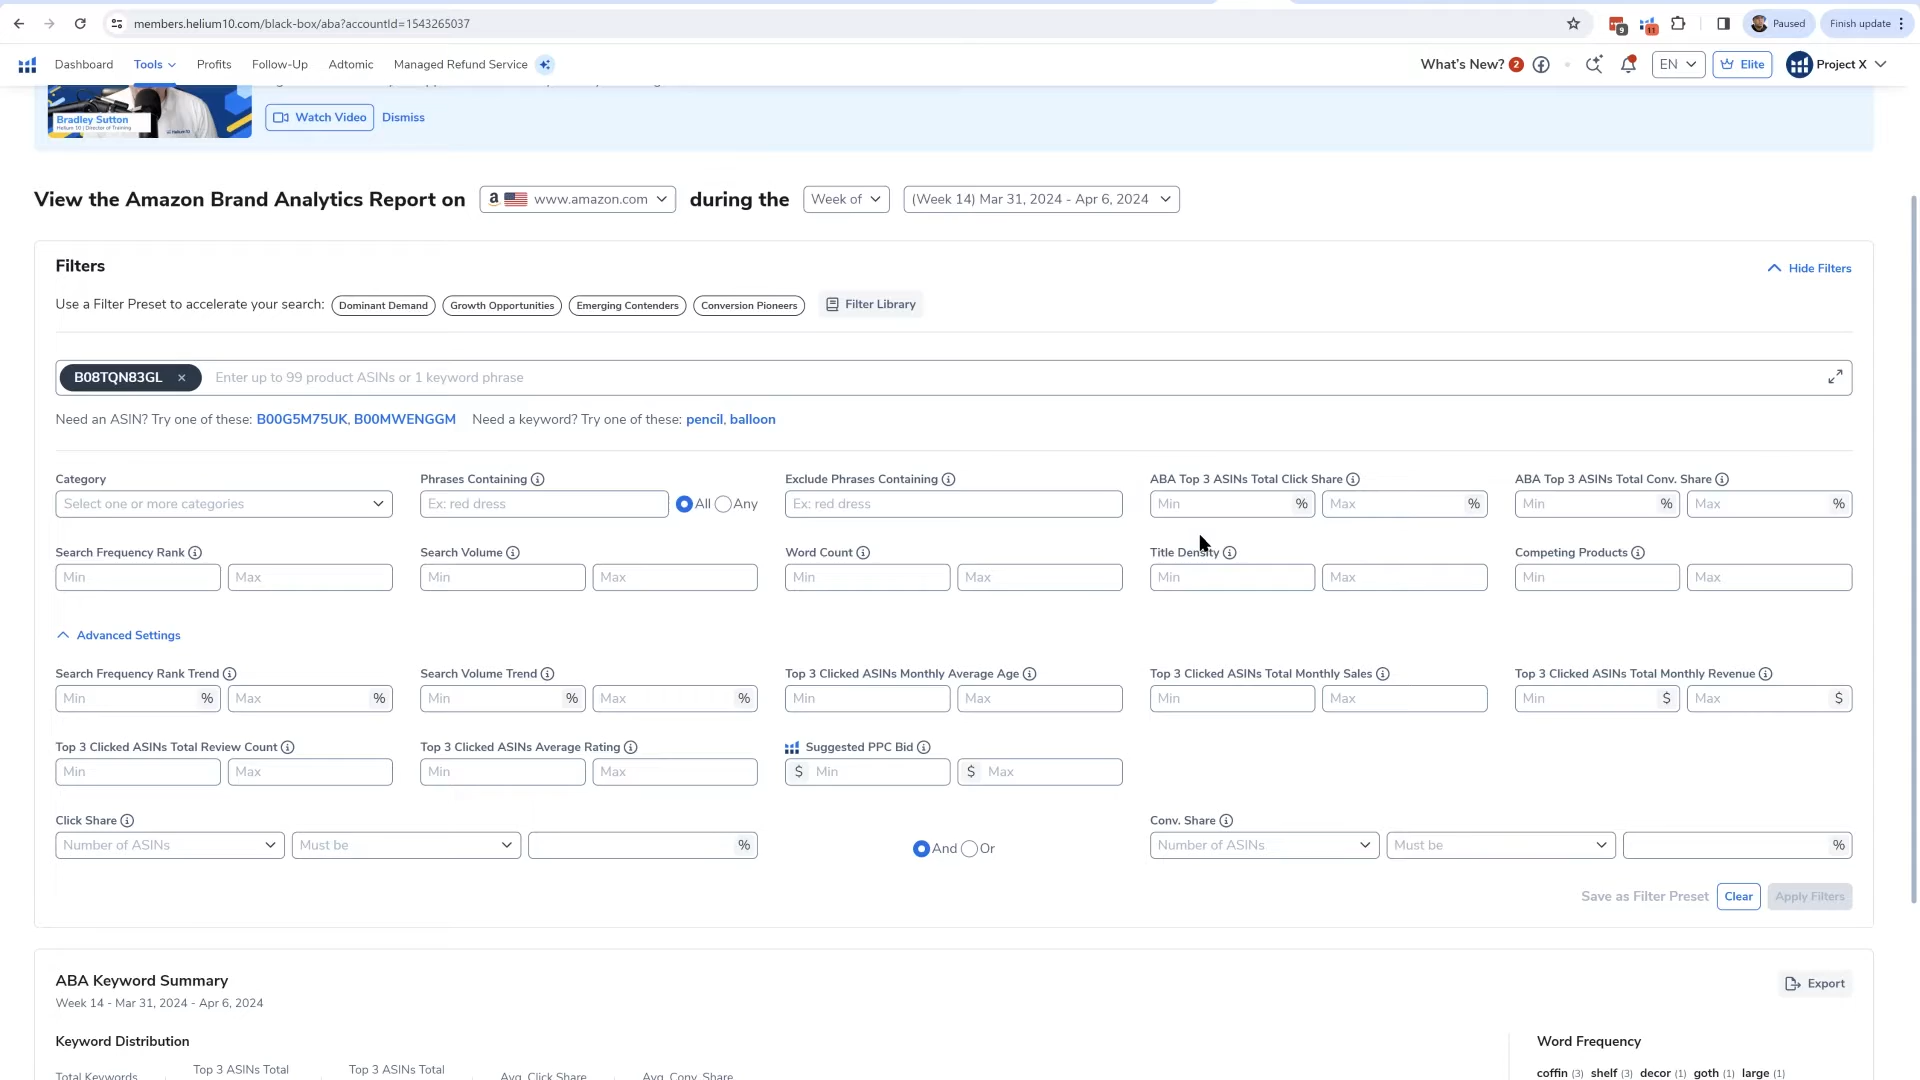 members.helium10.com/black-box/aba?accountId=1543265037
9
11
Paused
Finish update
Dashboard
Tools
Profits
Follow-Up
Adtomic
Managed Refund Service
What's New? 2
EN
Elite
Project X
Bradley Sutton
Helium 10 | Director of Training
Watch Video
Dismiss
View the Amazon Brand Analytics Report on
a www.amazon.com
during the
Week of
(Week 14) Mar 31, 2024 - Apr 6, 2024
Filters
Hide Filters
Use a Filter Preset to accelerate your search:
Dominant Demand
Growth Opportunities
Emerging Contenders
Conversion Pioneers
Filter Library
B08TQN83GL ×
Enter up to 99 product ASINs or 1 keyword phrase
Need an ASIN? Try one of these: B00G5M75UK, B00MWENGGM Need a keyword? Try one of these: pencil, balloon
Category
Phrases Containing
Exclude Phrases Containing
ABA Top 3 ASINs Total Click Share
ABA Top 3 ASINs Total Conv. Share
Select one or more categories
Ex: red dress
All
Any
Ex: red dress
Min %
Max %
Min %
Max %
Search Frequency Rank
Search Volume
Word Count
Title Density
Competing Products
Min
Max
Min
Max
Min
Max
Min
Max
Min
Max
Advanced Settings
Search Frequency Rank Trend
Search Volume Trend
Top 3 Clicked ASINs Monthly Average Age
Top 3 Clicked ASINs Total Monthly Sales
Top 3 Clicked ASINs Total Monthly Revenue
Min %
Max %
Min %
Max %
Min
Max
Min
Max
Min $
Max $
Top 3 Clicked ASINs Total Review Count
Top 3 Clicked ASINs Average Rating
Suggested PPC Bid
Min
Max
Min
Max
$ Min
$ Max
Click Share
Conv. Share
Number of ASINs
Must be
%
And
Or
Number of ASINs
Must be
%
Save as Filter Preset
Clear
Apply Filters
ABA Keyword Summary
Export
Week 14 - Mar 31, 2024 - Apr 6, 2024
Keyword Distribution
Word Frequency
Total Keywords
Top 3 ASINs Total
Top 3 ASINs Total
Avg. Click Share
Avg. Conv. Share
coffin (3) shelf (3) decor (1) goth (1) large (1)